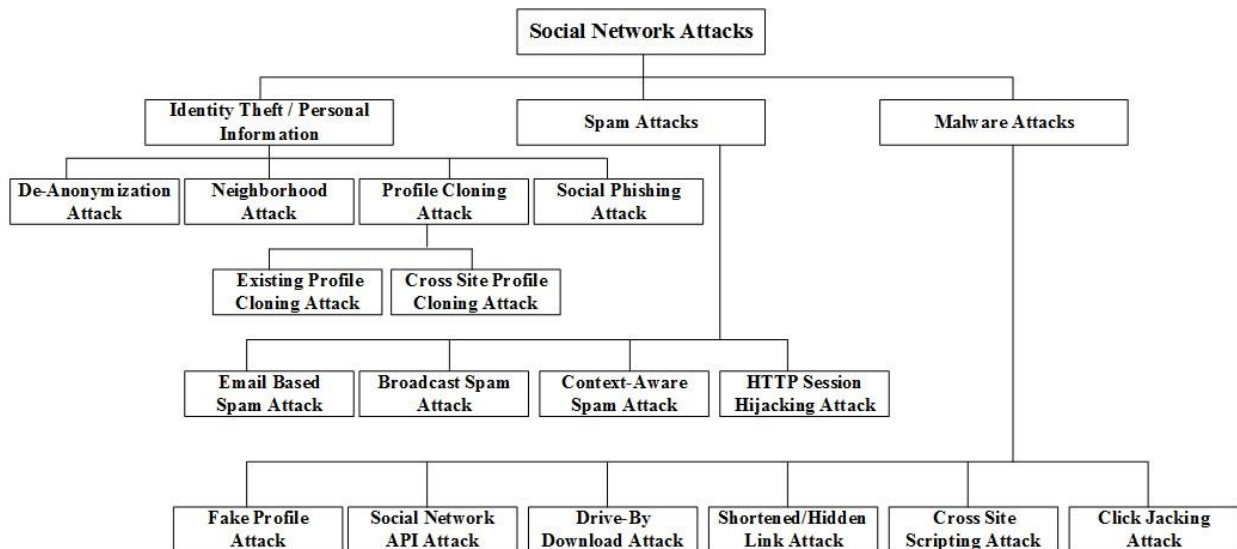 Social Network Attacks
Identity Theft / Personal
Information
Spam Attacks
Malware Attacks
De-Anonymization
Attack
Neighborhood
Attack
Profile Cloning
Attack
Social Phishing
Attack
Existing Profile
Cloning Attack
Cross Site Profile
Cloning Attack
Email Based
Spam Attack
Broadcast Spam
Attack
Context-Aware
Spam Attack
HTTP Session
Hijacking Attack
Fake Profile
Attack
Social Network
API Attack
Drive-By
Download Attack
Shortened/Hidden
Link Attack
Cross Site
Scripting Attack
Click Jacking
Attack